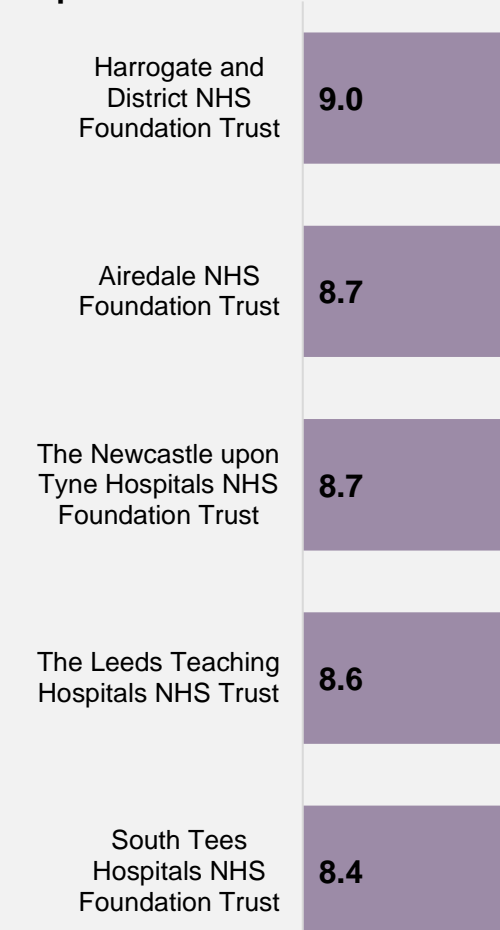 Harrogate and
District NHS
Foundation Trust
9.0
Airedale NHS
Foundation Trust
8.7
The Newcastle upon
Tyne Hospitals NHS
Foundation Trust
8.7
The Leeds Teaching
Hospitals NHS Trust
8.6
South Tees
Hospitals NHS
Foundation Trust
8.4